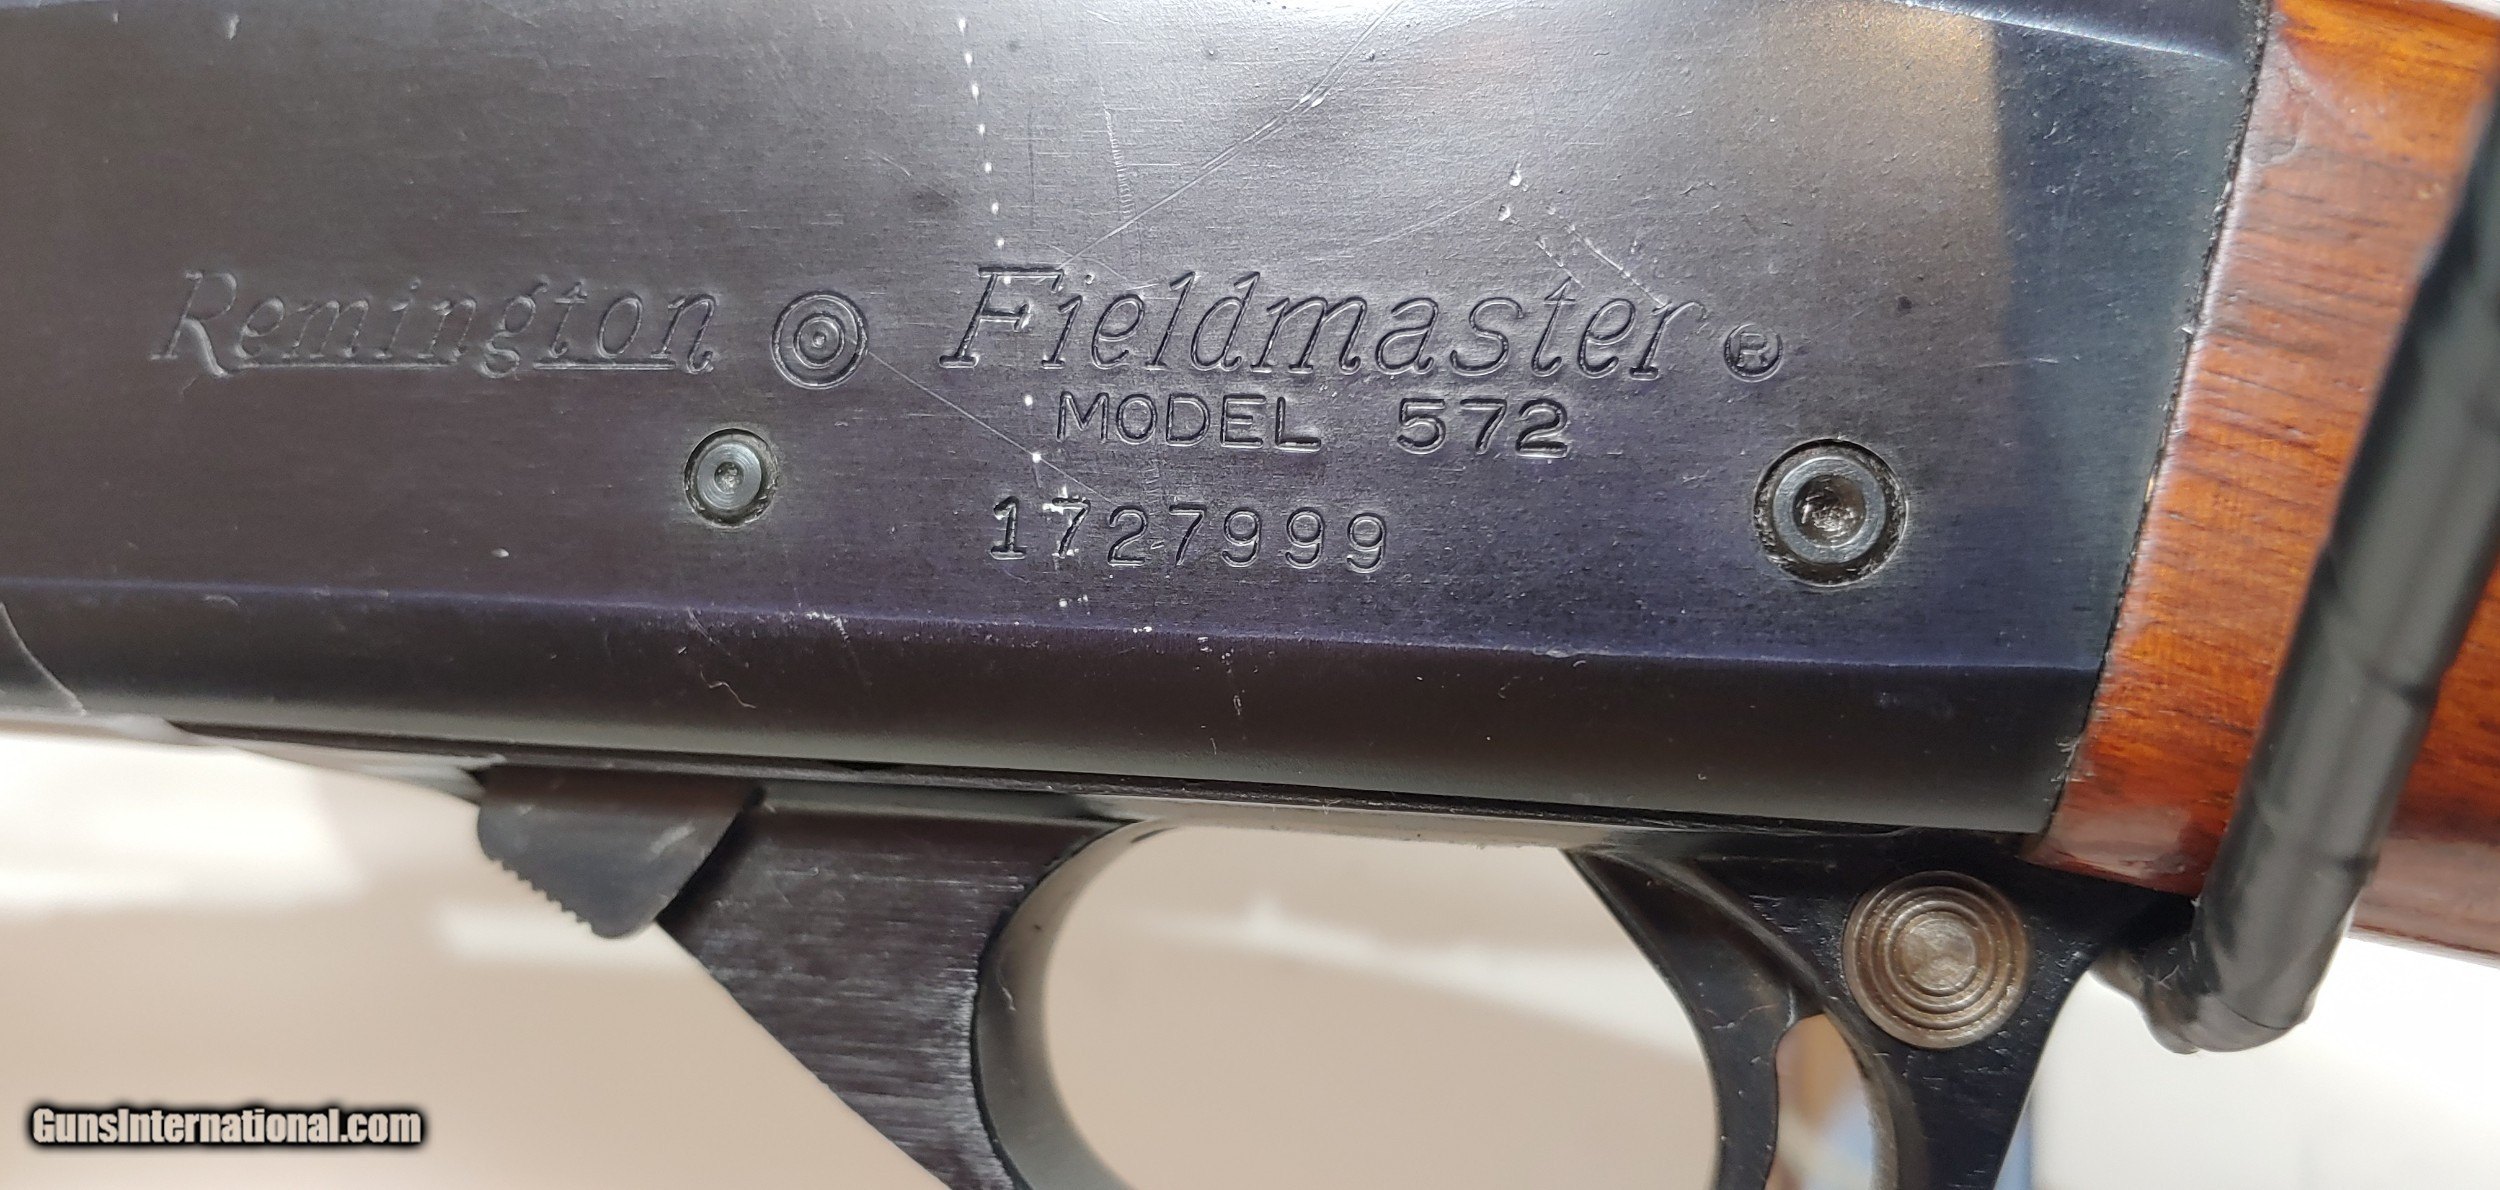 Remington Fieldmaster ®
MODEL 572
1727999
GunsInternational.com